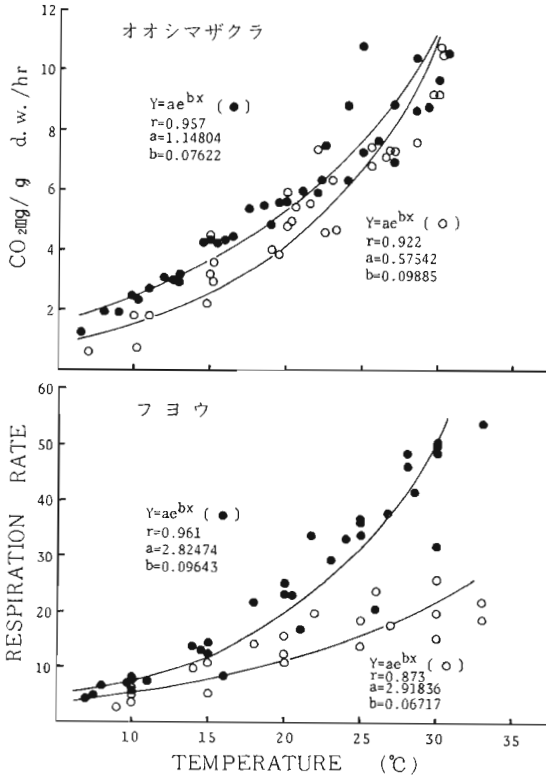 オオシマザクラ
12
10
8
6
4
2
CO₂mg/g d.w./hr
Y=ae^bx (●)
r=0.957
a=1.14804
b=0.07622
Y=ae^bx (○)
r=0.922
a=0.57542
b=0.09885
フヨウ
60
50
40
30
20
10
RESPIRATION RATE
Y=ae^bx (●)
r=0.961
a=2.82474
b=0.09643
Y=ae^bx (○)
r=0.873
a=2.91836
b=0.06717
10 15 20 25 30 35
TEMPERATURE (℃)